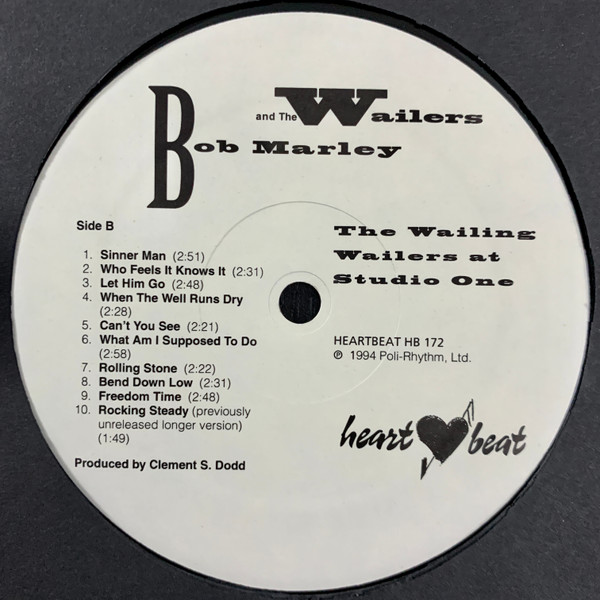 Bob Marley
and The Wailers
The Wailing
Wailers at
Studio One
Side B
1. Sinner Man (2:51)
2. Who Feels It Knows It (2:31)
3. Let Him Go (2:48)
4. When The Well Runs Dry
(2:28)
5. Can't You See (2:21)
6. What Am I Supposed To Do
(2:58)
7. Rolling Stone (2:22)
8. Bend Down Low (2:31)
9. Freedom Time (2:48)
10. Rocking Steady (previously
unreleased longer version)
(1:49)
Produced by Clement S. Dodd
HEARTBEAT HB 172
℗ 1994 Poli-Rhythm, Ltd.
heart beat